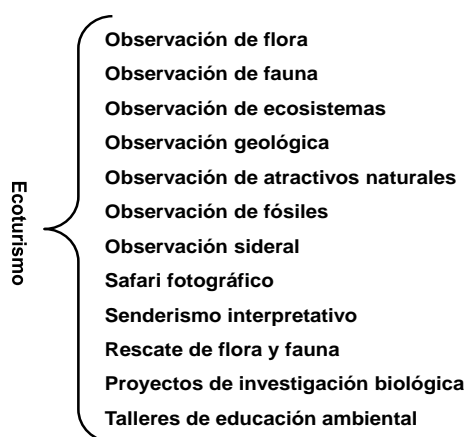 Ecoturismo
Observación de flora
Observación de fauna
Observación de ecosistemas
Observación geológica
Observación de atractivos naturales
Observación de fósiles
Observación sideral
Safari fotográfico
Senderismo interpretativo
Rescate de flora y fauna
Proyectos de investigación biológica
Talleres de educación ambiental